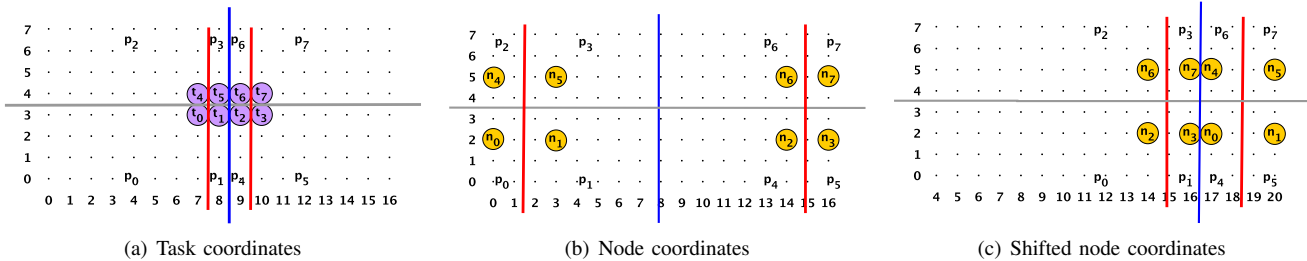 7 p2 p3 p6 p7
6
5
4 t4 t5 t6 t7
3 t0 t1 t2 t3
2
1
0 p0 p1 p4 p5
0 1 2 3 4 5 6 7 8 9 10 11 12 13 14 15 16
(a) Task coordinates
7 p2 p3 p6 p7
6
5 n4 n5 n6 n7
4
3
2 n0 n1 n2 n3
1
0 p0 p1 p4 p5
0 1 2 3 4 5 6 7 8 9 10 11 12 13 14 15 16
(b) Node coordinates
7 p2 p3 p6 p7
6
5 n6 n7 n4 n5
4
3
2 n2 n3 n0 n1
1
0 p0 p1 p4 p5
4 5 6 7 8 9 10 11 12 13 14 15 16 17 18 19 20
(c) Shifted node coordinates